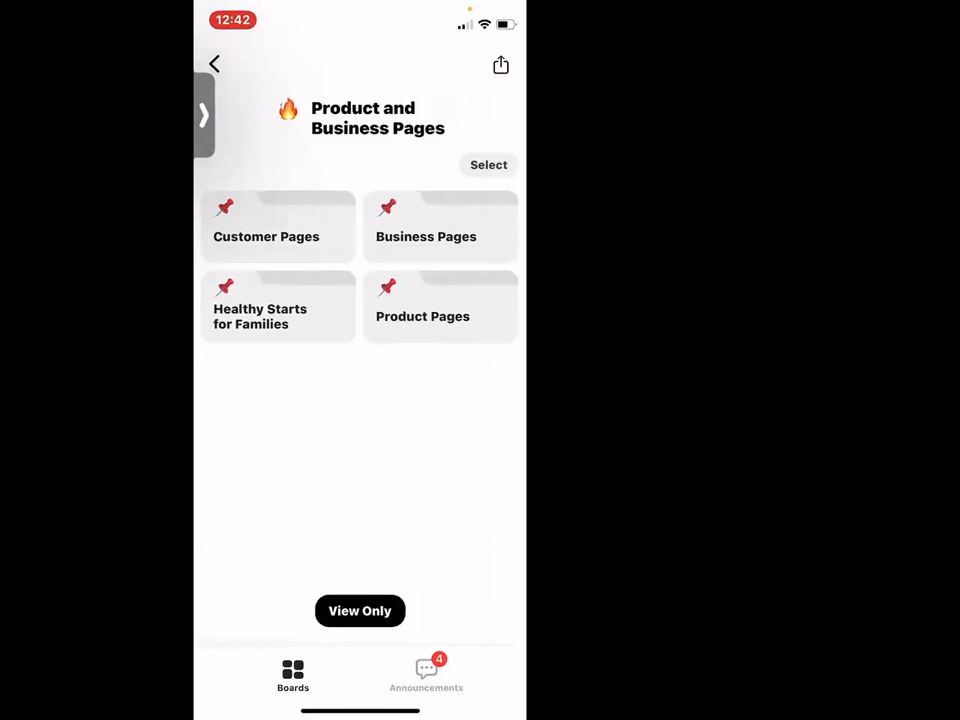 12:42
Product and
Business Pages
Select
Customer Pages
Business Pages
Healthy Starts
for Families
Product Pages
View Only
4
Boards
Announcements